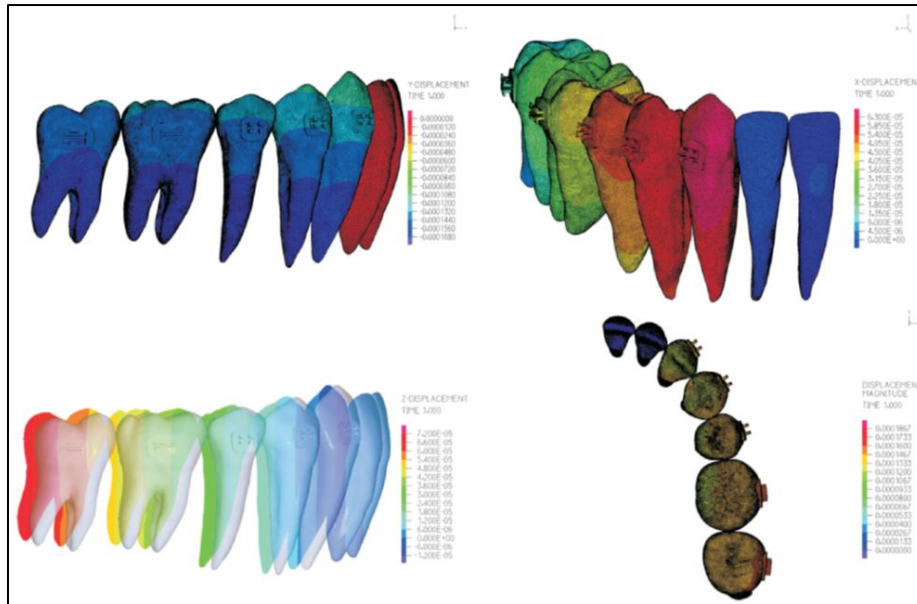 Y-DISPLACEMENT
TIME 1.000
0.0000000
-0.0000120
-0.0000240
-0.0000360
-0.0000480
-0.0000600
-0.0000720
-0.0000840
-0.0000960
-0.0001080
-0.0001200
-0.0001320
-0.0001440
-0.0001560
-0.0001680
X-DISPLACEMENT
TIME 1.000
6.300E-05
5.850E-05
5.400E-05
4.950E-05
4.500E-05
4.050E-05
3.600E-05
3.150E-05
2.700E-05
2.250E-05
1.800E-05
1.350E-05
9.000E-06
4.500E-06
0.000E+00
Z-DISPLACEMENT
TIME 1.000
7.200E-05
6.600E-05
6.000E-05
5.400E-05
4.800E-05
4.200E-05
3.600E-05
3.000E-05
2.400E-05
1.800E-05
1.200E-05
6.000E-06
0.000E+00
-6.000E-06
-1.200E-05
DISPLACEMENT
MAGNITUDE
TIME 1.000
0.0001867
0.0001733
0.0001600
0.0001467
0.0001333
0.0001200
0.0001067
0.0000933
0.0000800
0.0000667
0.0000533
0.0000400
0.0000267
0.0000133
0.0000000